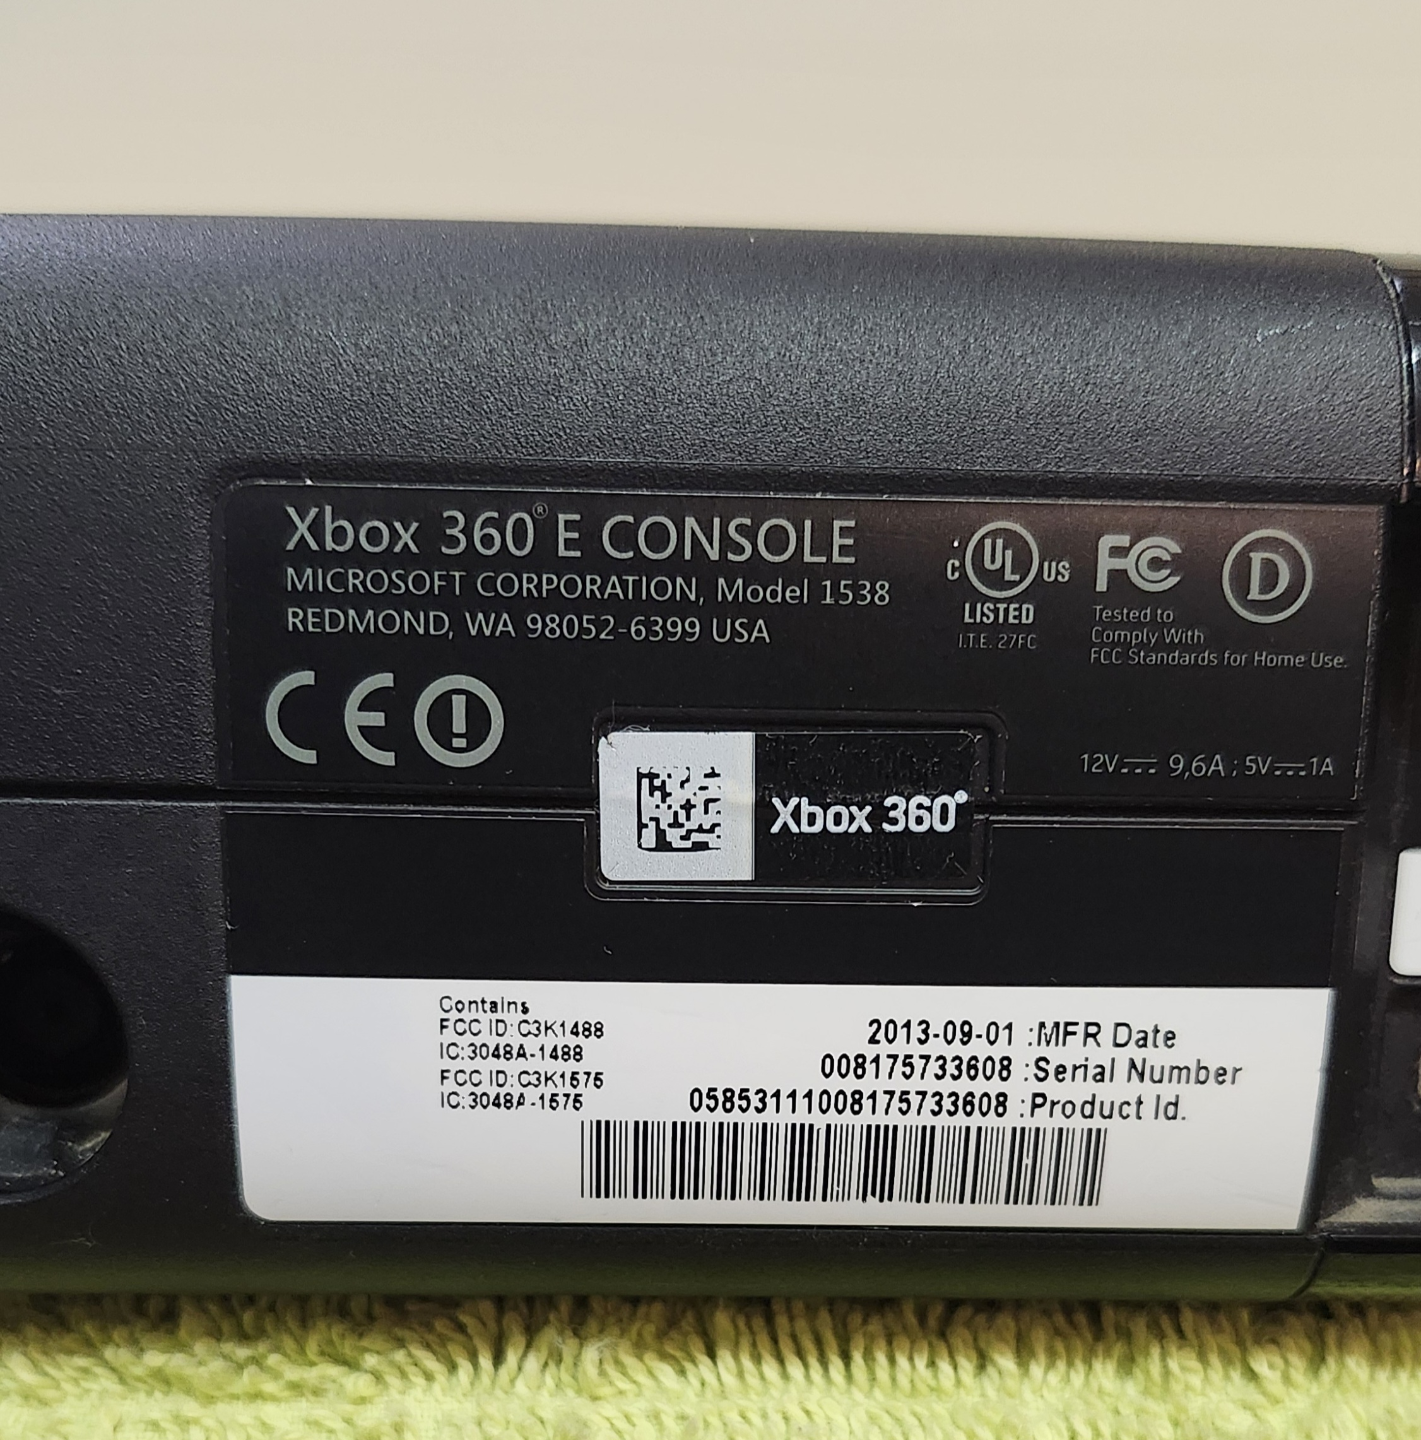 Xbox 360® E CONSOLE
MICROSOFT CORPORATION, Model 1538
REDMOND, WA 98052-6399 USA
C UL US
LISTED
I.T.E. 27FC
FC
Tested to
Comply With
FCC Standards for Home Use.
D
CE
12V⎓ 9,6A ; 5V⎓1A
Xbox 360®
Contains
FCC ID:C3K1488
IC:3048A-1488
FCC ID:C3K1575
IC:3048A-1575
2013-09-01 :MFR Date
008175733608 :Serial Number
05853111008175733608 :Product Id.